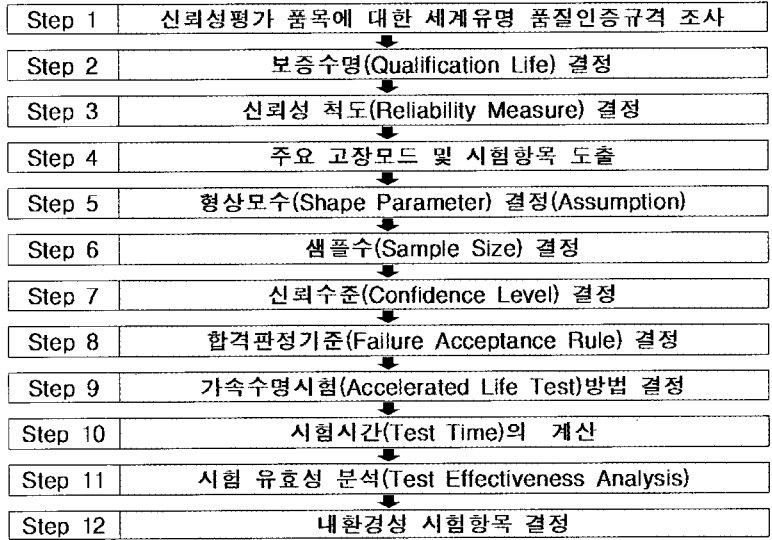 Step 1 신뢰성평가 품목에 대한 세계유명 품질인증규격 조사
Step 2 보증수명(Qualification Life) 결정
Step 3 신뢰성 척도(Reliability Measure) 결정
Step 4 주요 고장모드 및 시험항목 도출
Step 5 형상모수(Shape Parameter) 결정(Assumption)
Step 6 샘플수(Sample Size) 결정
Step 7 신뢰수준(Confidence Level) 결정
Step 8 합격판정기준(Failure Acceptance Rule) 결정
Step 9 가속수명시험(Accelerated Life Test)방법 결정
Step 10 시험시간(Test Time)의 계산
Step 11 시험 유효성 분석(Test Effectiveness Analysis)
Step 12 내환경성 시험항목 결정